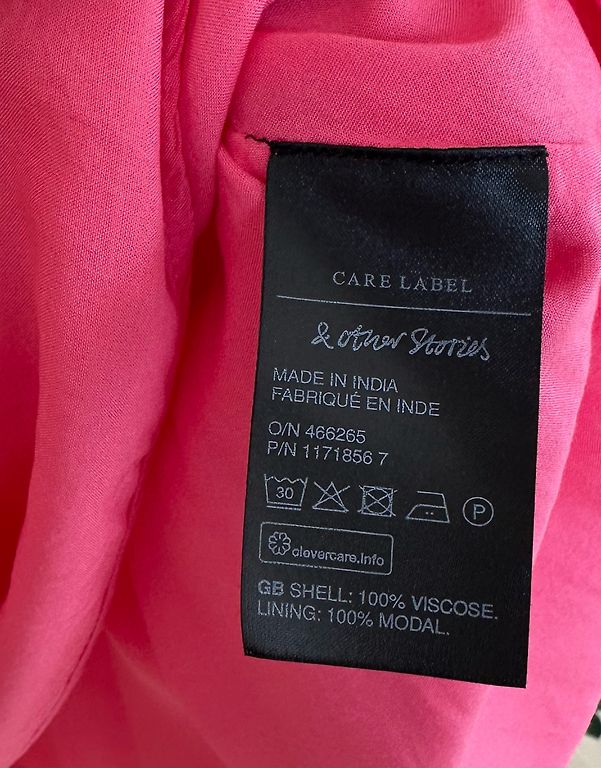 CARE LABEL
& other Stories
MADE IN INDIA
FABRIQUÉ EN INDE
O/N 466265
P/N 1171856 7
30 P
clovercare.info
GB SHELL: 100% VISCOSE.
LINING: 100% MODAL.